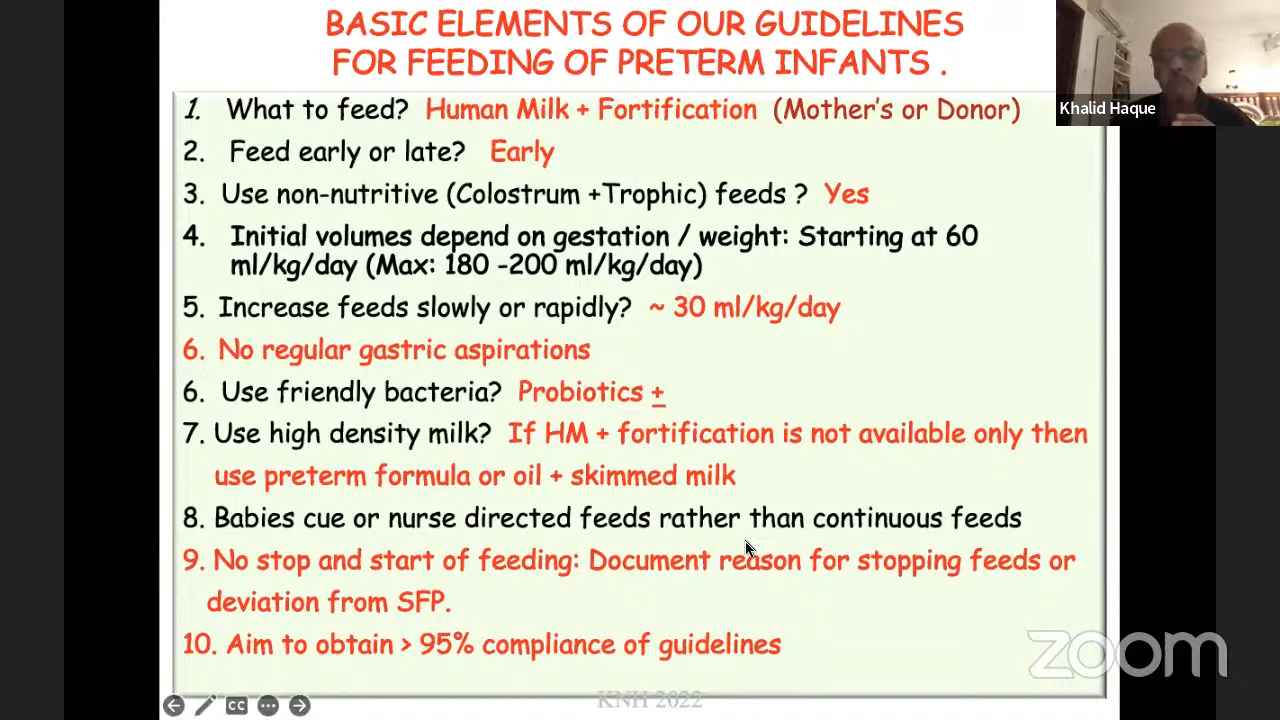 BASIC ELEMENTS OF OUR GUIDELINES
FOR FEEDING OF PRETERM INFANTS .
Khalid Haque
1. What to feed? Human Milk + Fortification (Mother's or Donor)
2. Feed early or late? Early
3. Use non-nutritive (Colostrum +Trophic) feeds ? Yes
4. Initial volumes depend on gestation / weight: Starting at 60
ml/kg/day (Max: 180 -200 ml/kg/day)
5. Increase feeds slowly or rapidly? ~ 30 ml/kg/day
6. No regular gastric aspirations
6. Use friendly bacteria? Probiotics +
7. Use high density milk? If HM + fortification is not available only then
use preterm formula or oil + skimmed milk
8. Babies cue or nurse directed feeds rather than continuous feeds
9. No stop and start of feeding: Document reason for stopping feeds or
deviation from SFP.
10. Aim to obtain > 95% compliance of guidelines
zoom
CC
KNH 2022